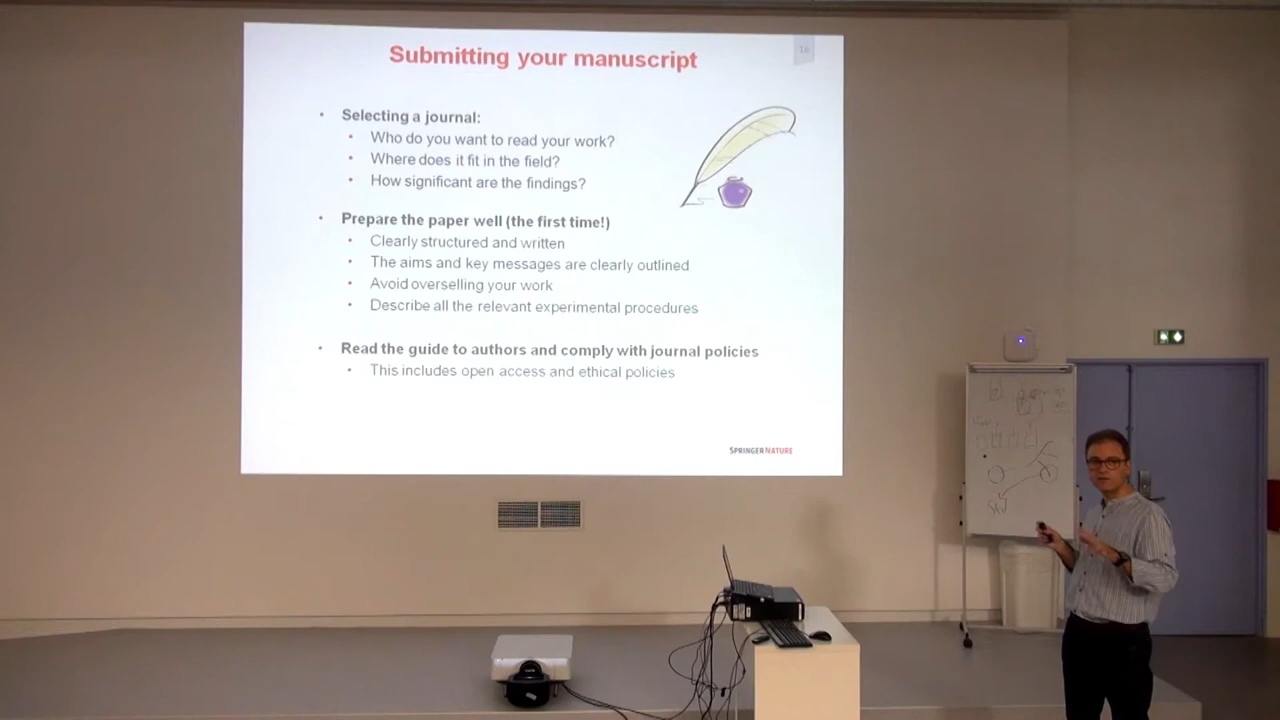 Submitting your manuscript
16
• Selecting a journal:
• Who do you want to read your work?
• Where does it fit in the field?
• How significant are the findings?
• Prepare the paper well (the first time!)
• Clearly structured and written
• The aims and key messages are clearly outlined
• Avoid overselling your work
• Describe all the relevant experimental procedures
• Read the guide to authors and comply with journal policies
• This includes open access and ethical policies
SPRINGER NATURE